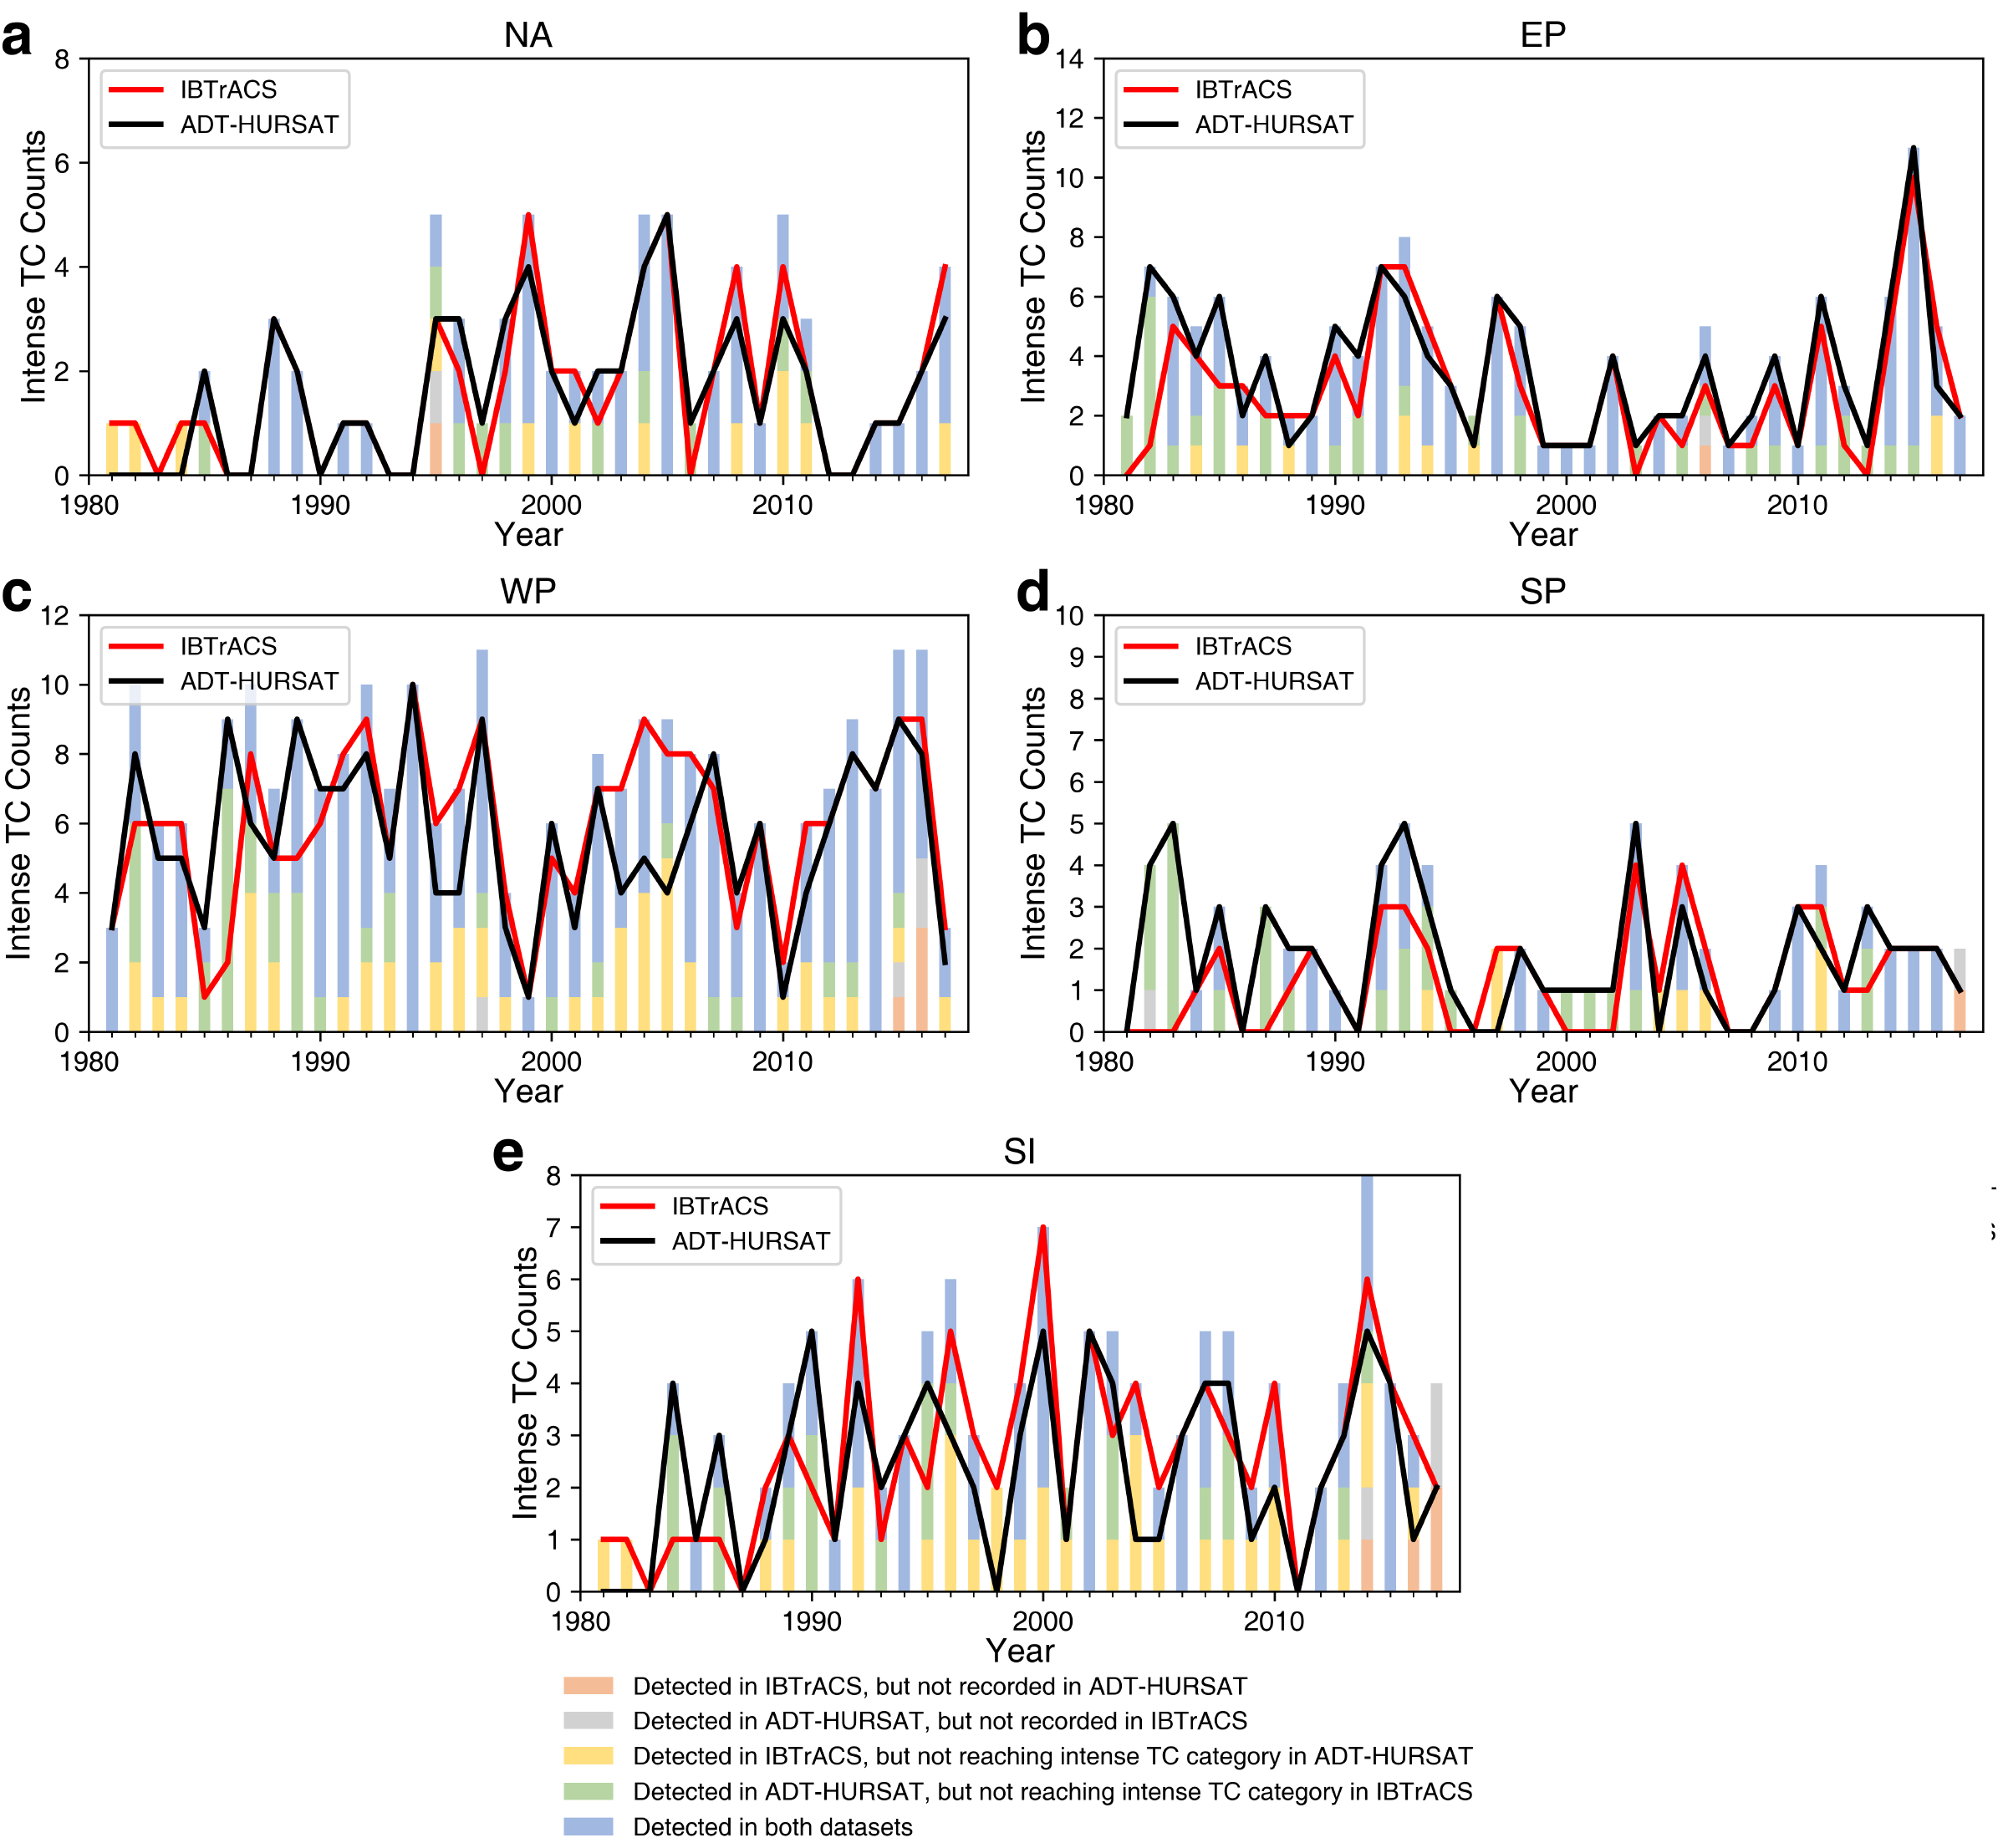 a
NA
Intense TC Counts
8
6
4
2
0
IBTrACS
ADT-HURSAT
1980
1990
2000
2010
Year
b
EP
Intense TC Counts
14
12
10
8
6
4
2
0
IBTrACS
ADT-HURSAT
1980
1990
2000
2010
Year
c
WP
Intense TC Counts
12
10
8
6
4
2
0
IBTrACS
ADT-HURSAT
1980
1990
2000
2010
Year
d
SP
Intense TC Counts
10
9
8
7
6
5
4
3
2
1
0
IBTrACS
ADT-HURSAT
1980
1990
2000
2010
Year
e
SI
Intense TC Counts
8
7
6
5
4
3
2
1
0
IBTrACS
ADT-HURSAT
1980
1990
2000
2010
Year
Detected in IBTrACS, but not recorded in ADT-HURSAT
Detected in ADT-HURSAT, but not recorded in IBTrACS
Detected in IBTrACS, but not reaching intense TC category in ADT-HURSAT
Detected in ADT-HURSAT, but not reaching intense TC category in IBTrACS
Detected in both datasets